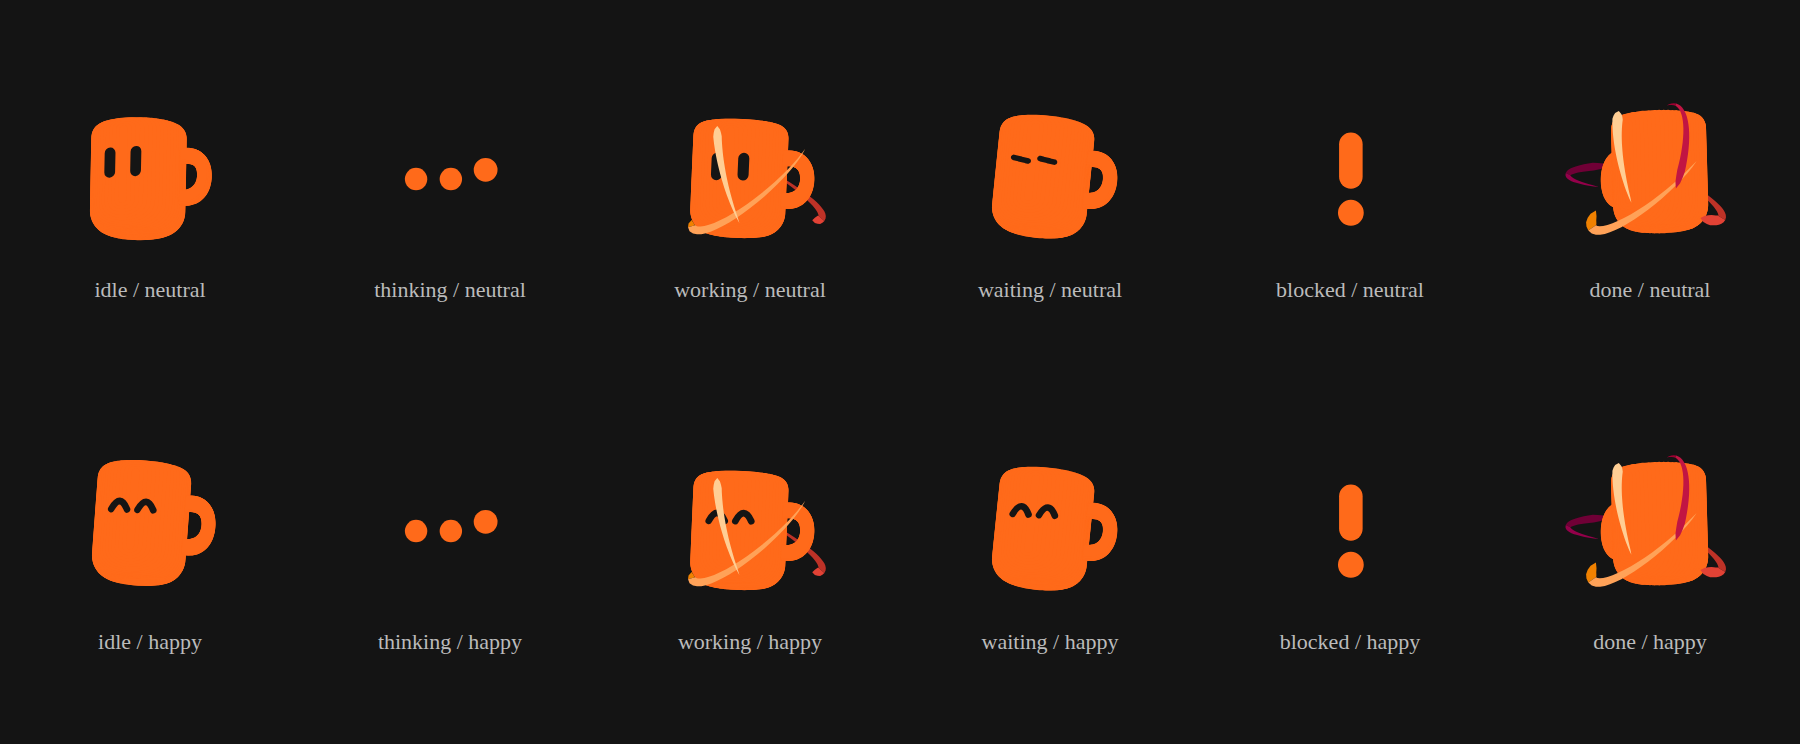 idle / neutral
thinking / neutral
working / neutral
waiting / neutral
blocked / neutral
done / neutral
idle / happy
thinking / happy
working / happy
waiting / happy
blocked / happy
done / happy